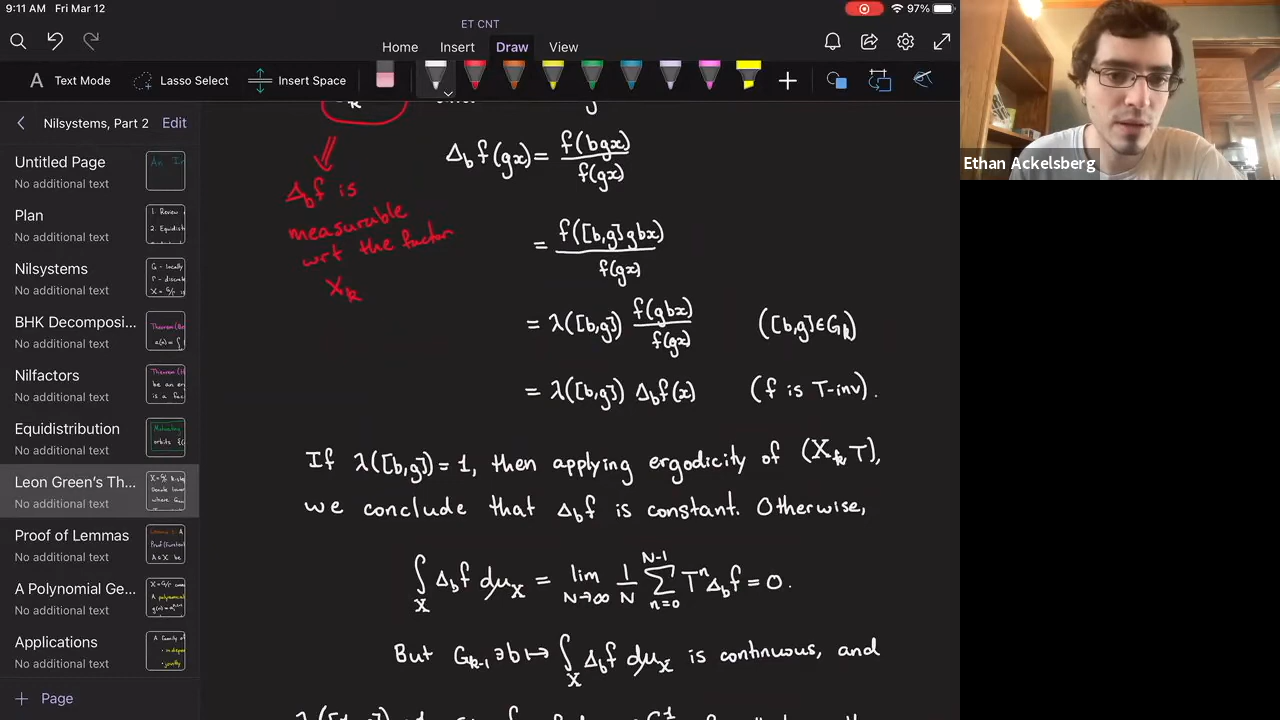 9:11 AM Fri Mar 12
97%
ET CNT
Home Insert Draw View
Text Mode Lasso Select Insert Space
Nilsystems, Part 2 Edit
Untitled Page
No additional text
Plan
No additional text
Nilsystems
No additional text
BHK Decomposi...
No additional text
Nilfactors
No additional text
Equidistribution
No additional text
Leon Green's Th...
No additional text
Proof of Lemmas
No additional text
A Polynomial Ge...
No additional text
Applications
No additional text
+ Page
Δ_b f is
measurable
wrt the factor
X_k
Δ_b f(gx) = f(bgx) / f(gx)
= f([b,g]gbx) / f(gx)
= λ([b,g]) f(gbx) / f(gx) ([b,g]∈G_k)
= λ([b,g]) Δ_b f(x) (f is T-inv).
If λ([b,g])=1, then applying ergodicity of (X_k, T),
we conclude that Δ_b f is constant. Otherwise,
∫_X Δ_b f dμ_X = lim_{N→∞} 1/N Σ_{n=0}^{N-1} T^n Δ_b f = 0.
But G_{k-1} ∋ b ↦ ∫_X Δ_b f dμ_X is continuous, and
Ethan Ackelsberg